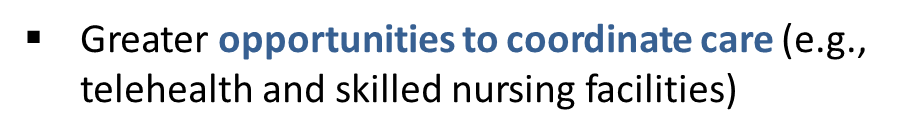 ▪ Greater opportunities to coordinate care (e.g.,
telehealth and skilled nursing facilities)